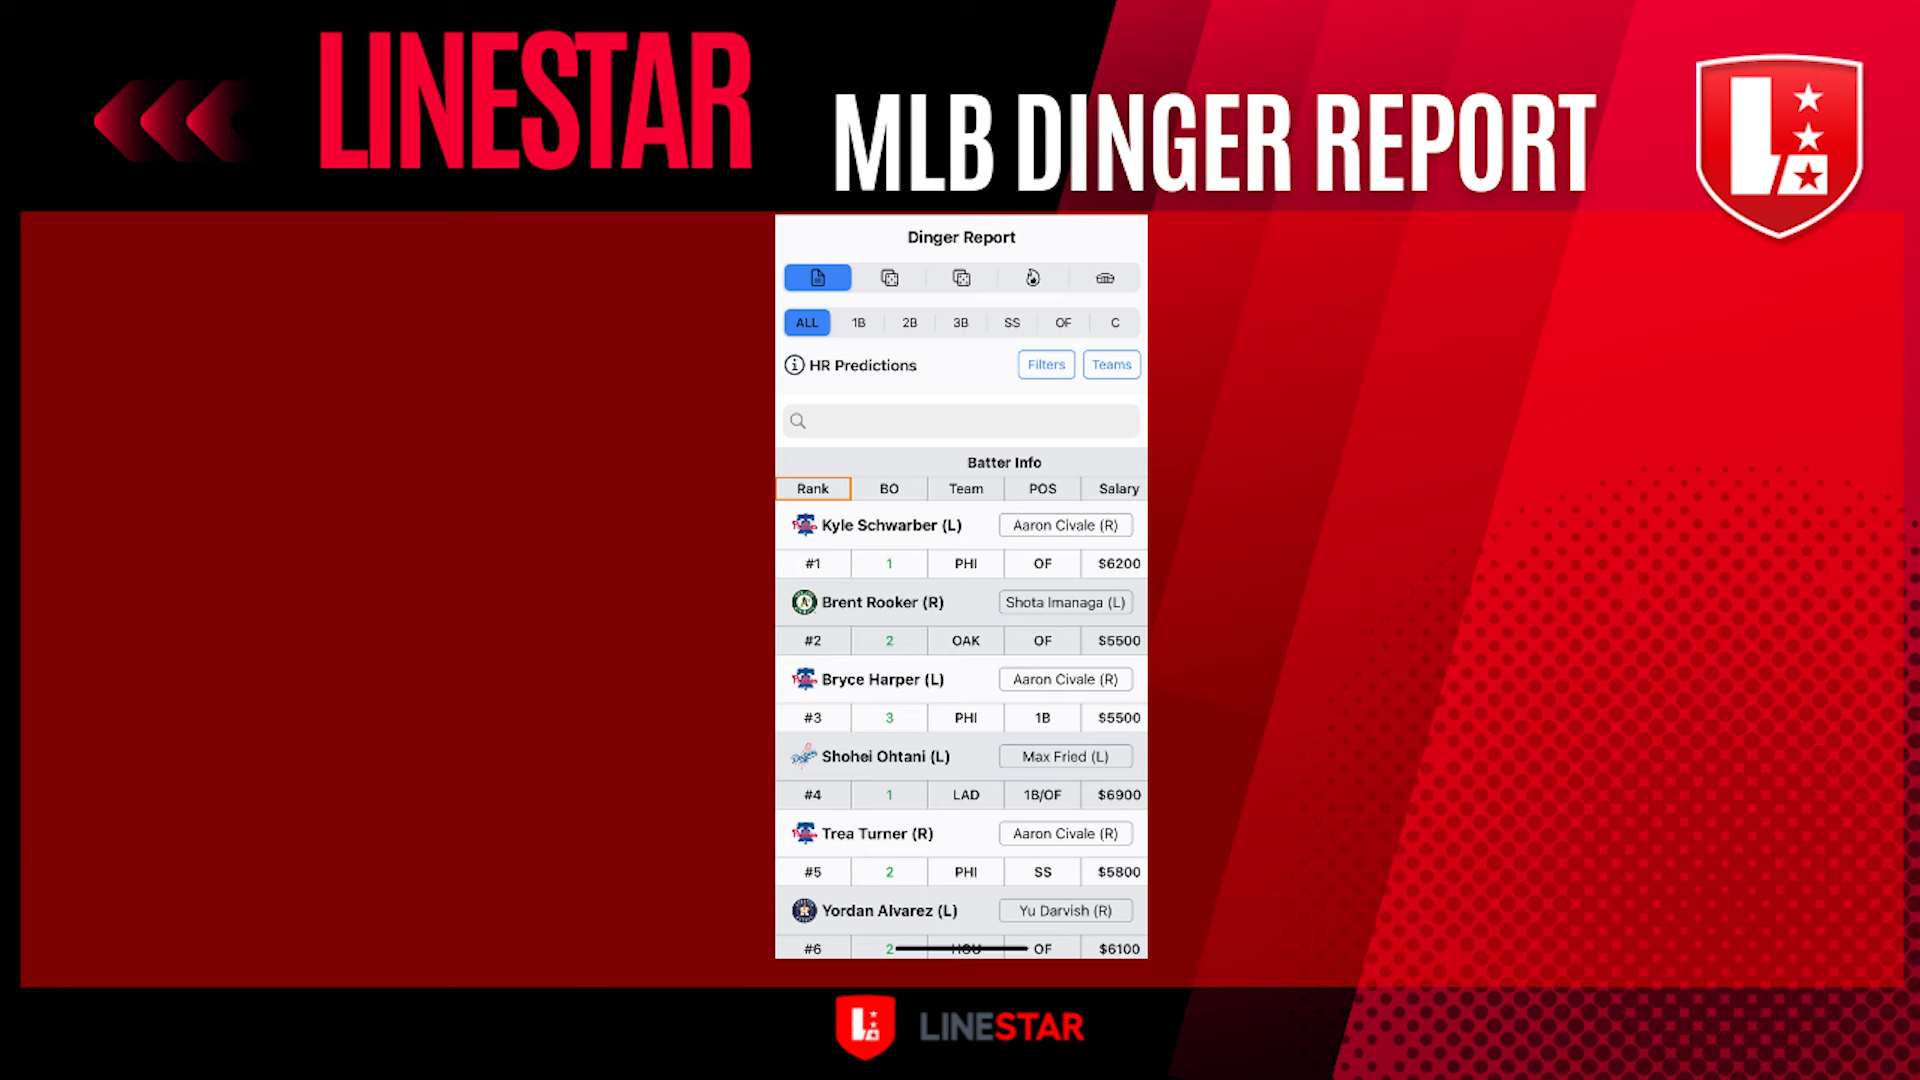 LINESTAR
MLB DINGER REPORT
Dinger Report
ALL 1B 2B 3B SS OF C
HR Predictions Filters Teams
Batter Info
Rank BO Team POS Salary
Kyle Schwarber (L) Aaron Civale (R)
#1 1 PHI OF $6200
Brent Rooker (R) Shota Imanaga (L)
#2 2 OAK OF $5500
Bryce Harper (L) Aaron Civale (R)
#3 3 PHI 1B $5500
Shohei Ohtani (L) Max Fried (L)
#4 1 LAD 1B/OF $6900
Trea Turner (R) Aaron Civale (R)
#5 2 PHI SS $5800
Yordan Alvarez (L) Yu Darvish (R)
#6 2 HOU OF $6100
LINESTAR